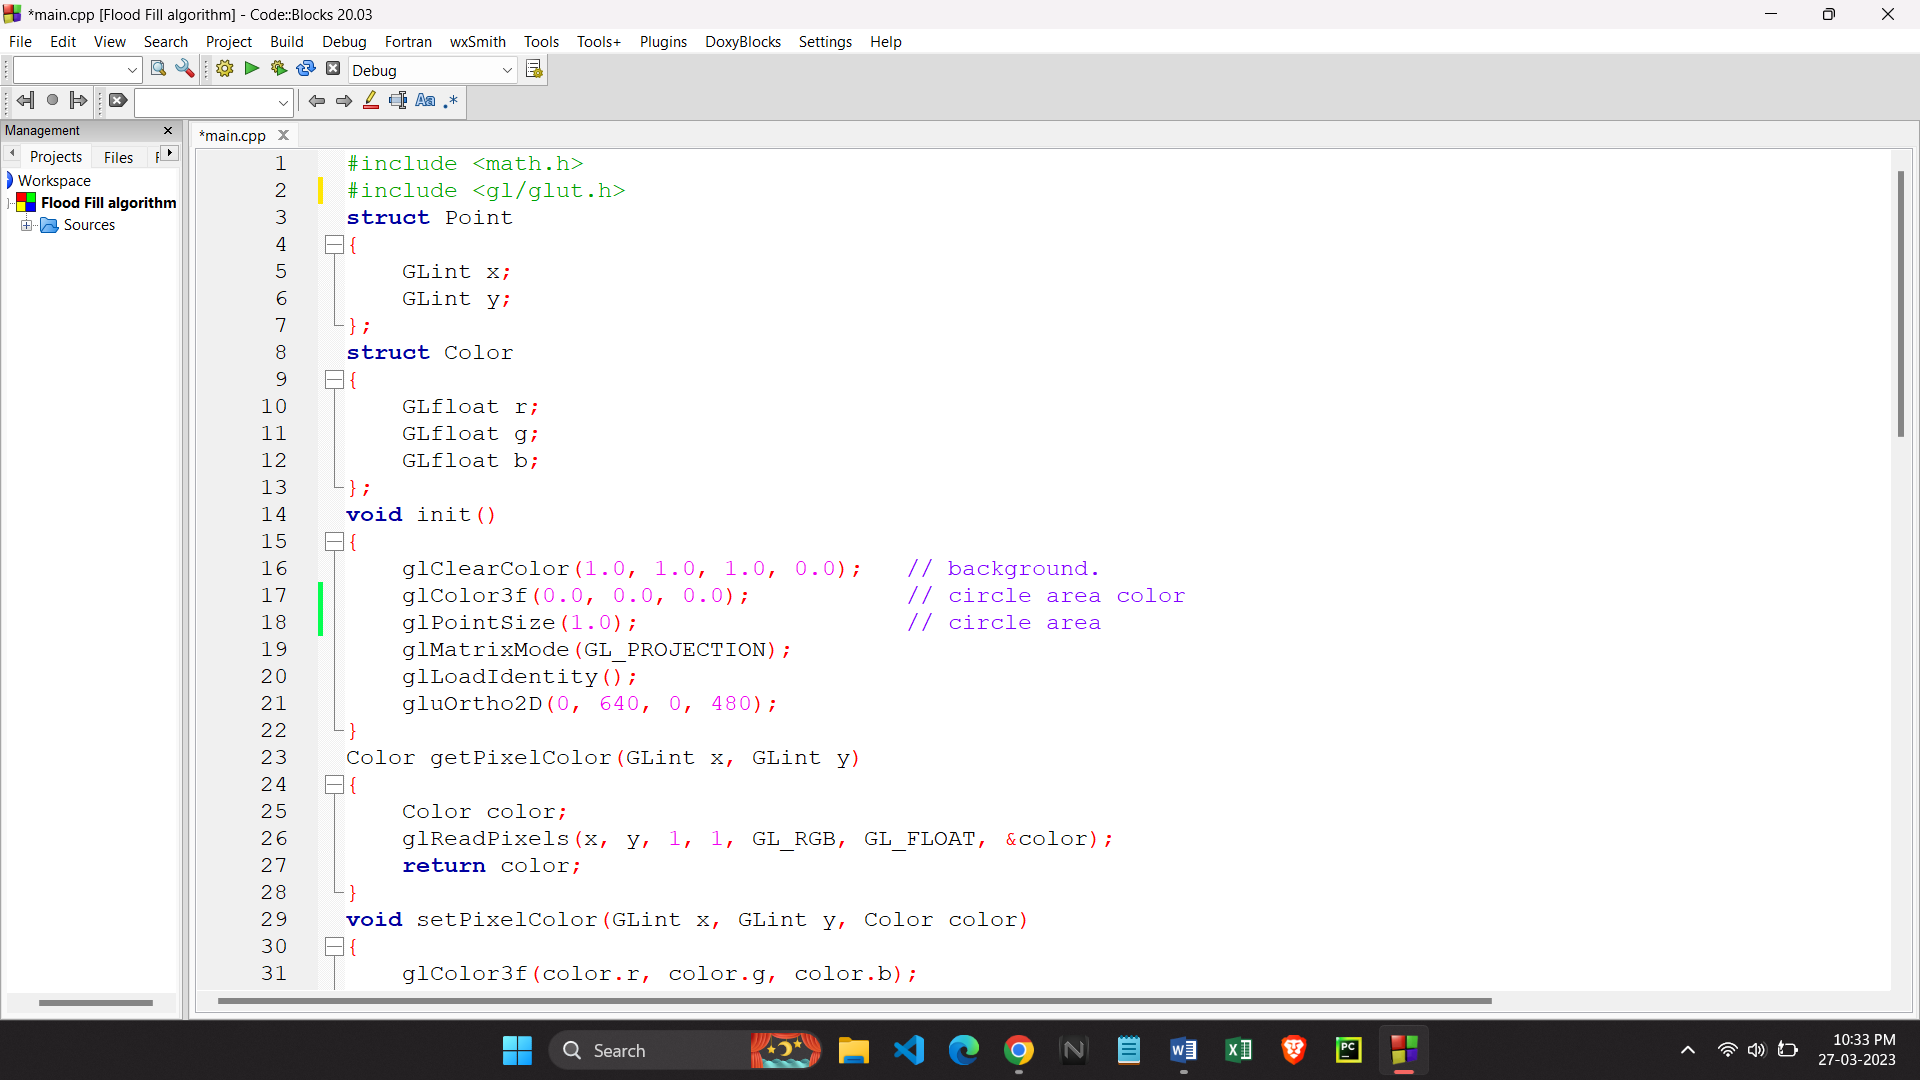 *main.cpp [Flood Fill algorithm] - Code::Blocks 20.03
File Edit View Search Project Build Debug Fortran wxSmith Tools Tools+ Plugins DoxyBlocks Settings Help
Debug
Management
*main.cpp
Projects Files
Workspace
Flood Fill algorithm
Sources
1 #include <math.h>
2 #include <gl/glut.h>
3 struct Point
4 {
5 GLint x;
6 GLint y;
7 };
8 struct Color
9 {
10 GLfloat r;
11 GLfloat g;
12 GLfloat b;
13 };
14 void init()
15 {
16 glClearColor(1.0, 1.0, 1.0, 0.0); // background.
17 glColor3f(0.0, 0.0, 0.0); // circle area color
18 glPointSize(1.0); // circle area
19 glMatrixMode(GL_PROJECTION);
20 glLoadIdentity();
21 gluOrtho2D(0, 640, 0, 480);
22 }
23 Color getPixelColor(GLint x, GLint y)
24 {
25 Color color;
26 glReadPixels(x, y, 1, 1, GL_RGB, GL_FLOAT, &color);
27 return color;
28 }
29 void setPixelColor(GLint x, GLint y, Color color)
30 {
31 glColor3f(color.r, color.g, color.b);
Search
10:33 PM
27-03-2023